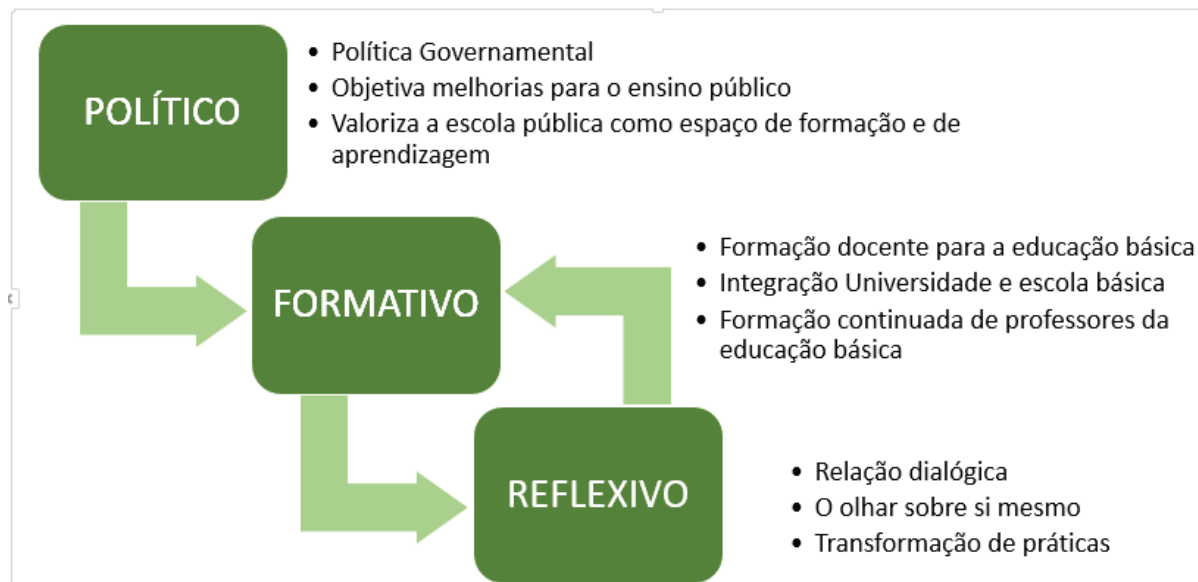 POLÍTICO
• Política Governamental
• Objetiva melhorias para o ensino público
• Valoriza a escola pública como espaço de formação e de
aprendizagem
FORMATIVO
• Formação docente para a educação básica
• Integração Universidade e escola básica
• Formação continuada de professores da
educação básica
REFLEXIVO
• Relação dialógica
• O olhar sobre si mesmo
• Transformação de práticas